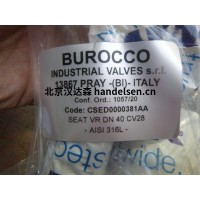 BUROCCO
INDUSTRIAL VALVES s.r.l.
13867 PRAY -(BI)- ITALY
Conf. Ord.: 1057/20
北京汉达森 handelsen.cn
Code: CSED0000381AA
SEAT VR DN 40 CV28
- AISI 316L -